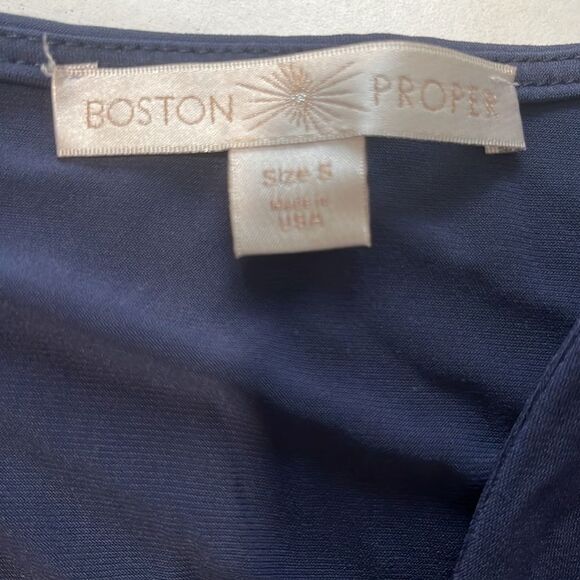 BOSTON PROPER
Size S
Made in
USA